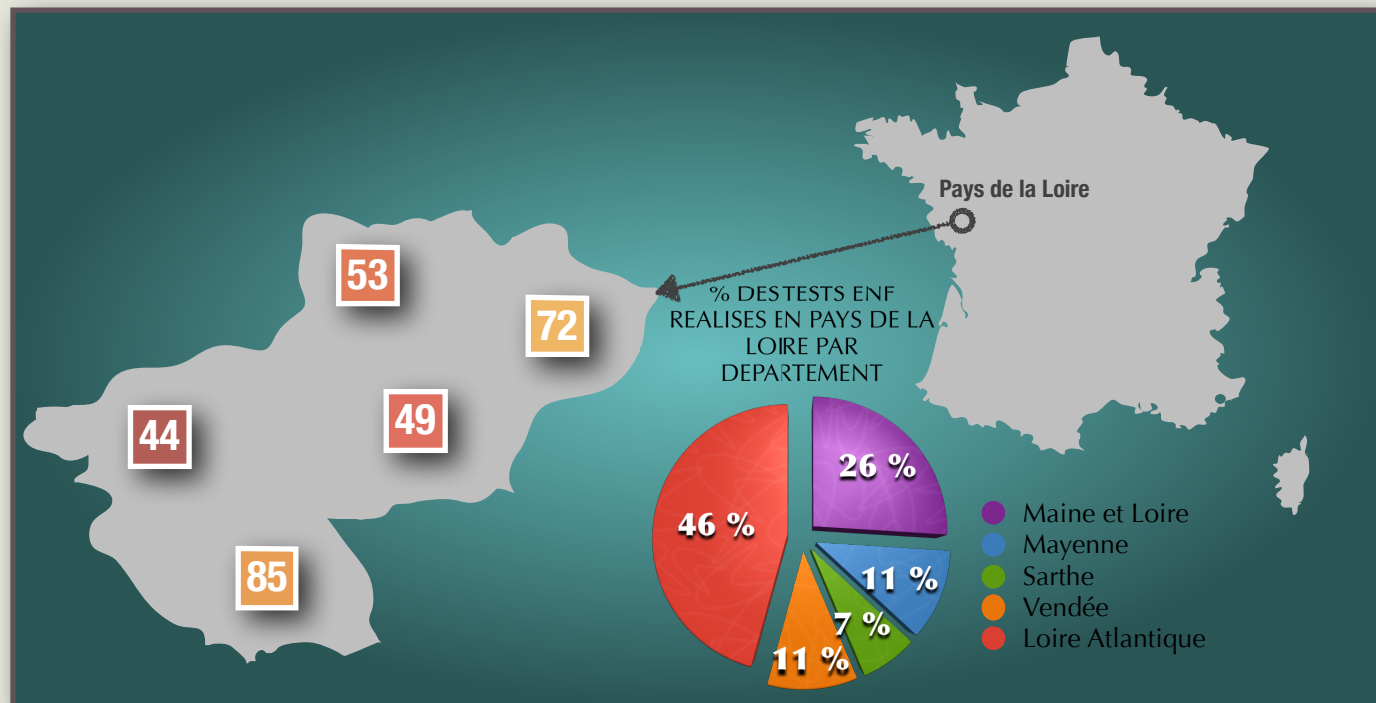 Pays de la Loire
53
72
44
49
85
% DES TESTS ENF
REALISES EN PAYS DE LA
LOIRE PAR
DEPARTEMENT
26 %
46 %
11 %
7 %
11 %
Maine et Loire
Mayenne
Sarthe
Vendée
Loire Atlantique